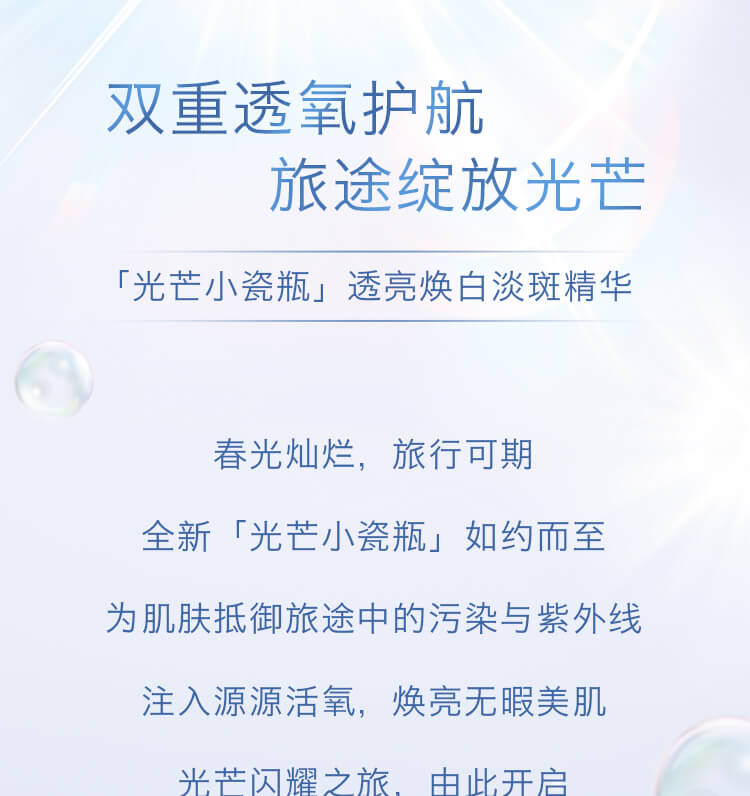 双重透氧护航
旅途绽放光芒
「光芒小瓷瓶」透亮焕白淡斑精华
春光灿烂，旅行可期
全新「光芒小瓷瓶」如约而至
为肌肤抵御旅途中的污染与紫外线
注入源源活氧，焕亮无暇美肌
光芒闪耀之旅，由此开启